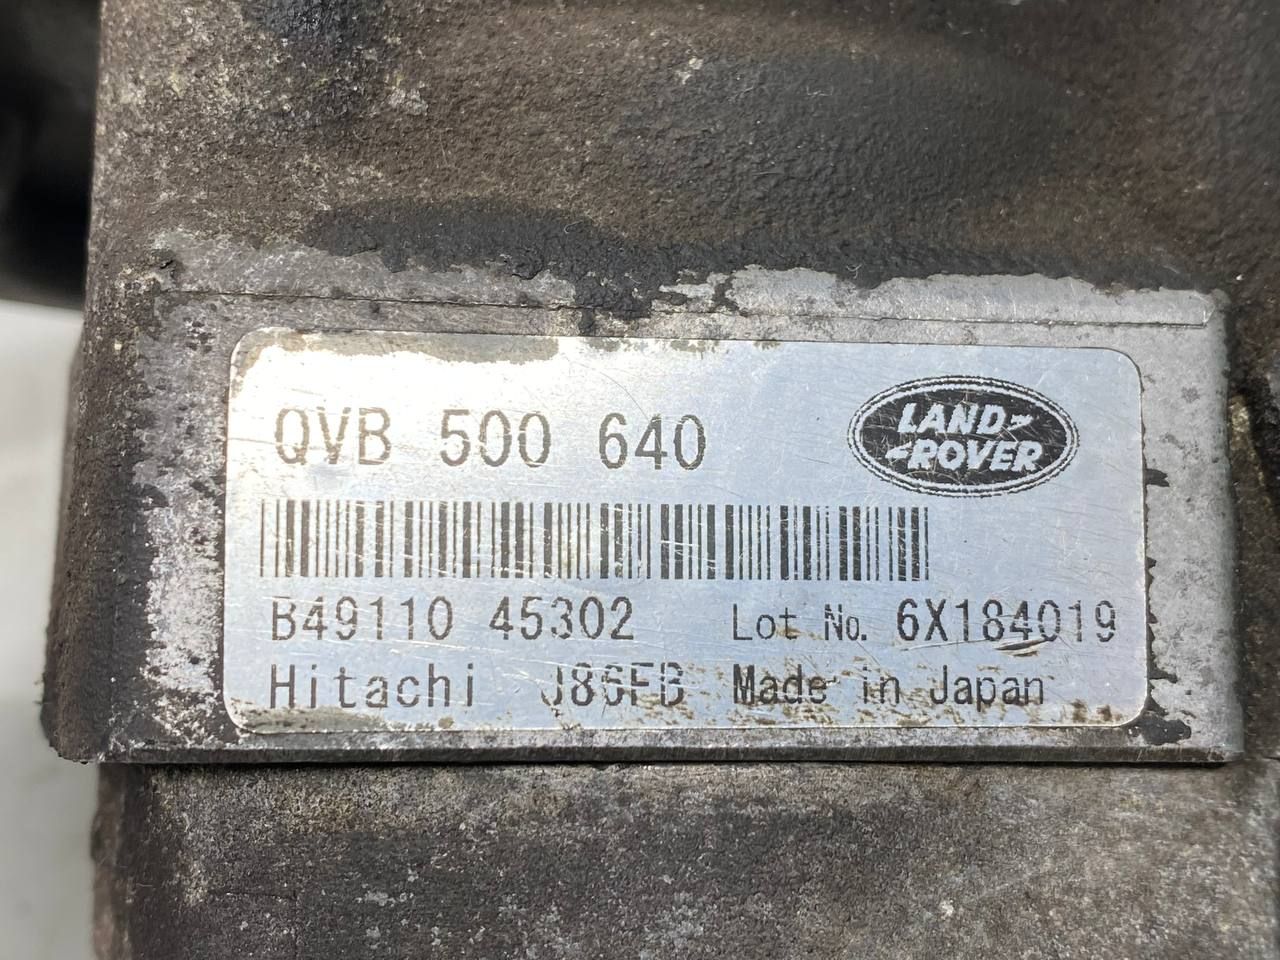 QVB 500 640
LAND-
-ROVER
B49110 45302 Lot No. 6X184019
Hitachi J86FB Made in Japan